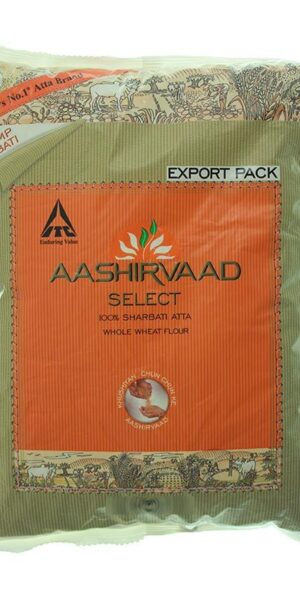 's No.1* Atta Brand
MP
BATI
EXPORT PACK
ITC
Enduring Value
AASHIRVAAD
SELECT
100% SHARBATI ATTA
WHOLE WHEAT FLOUR
KHUSHIYAN CHUN CHUN KE
AASHIRVAAD